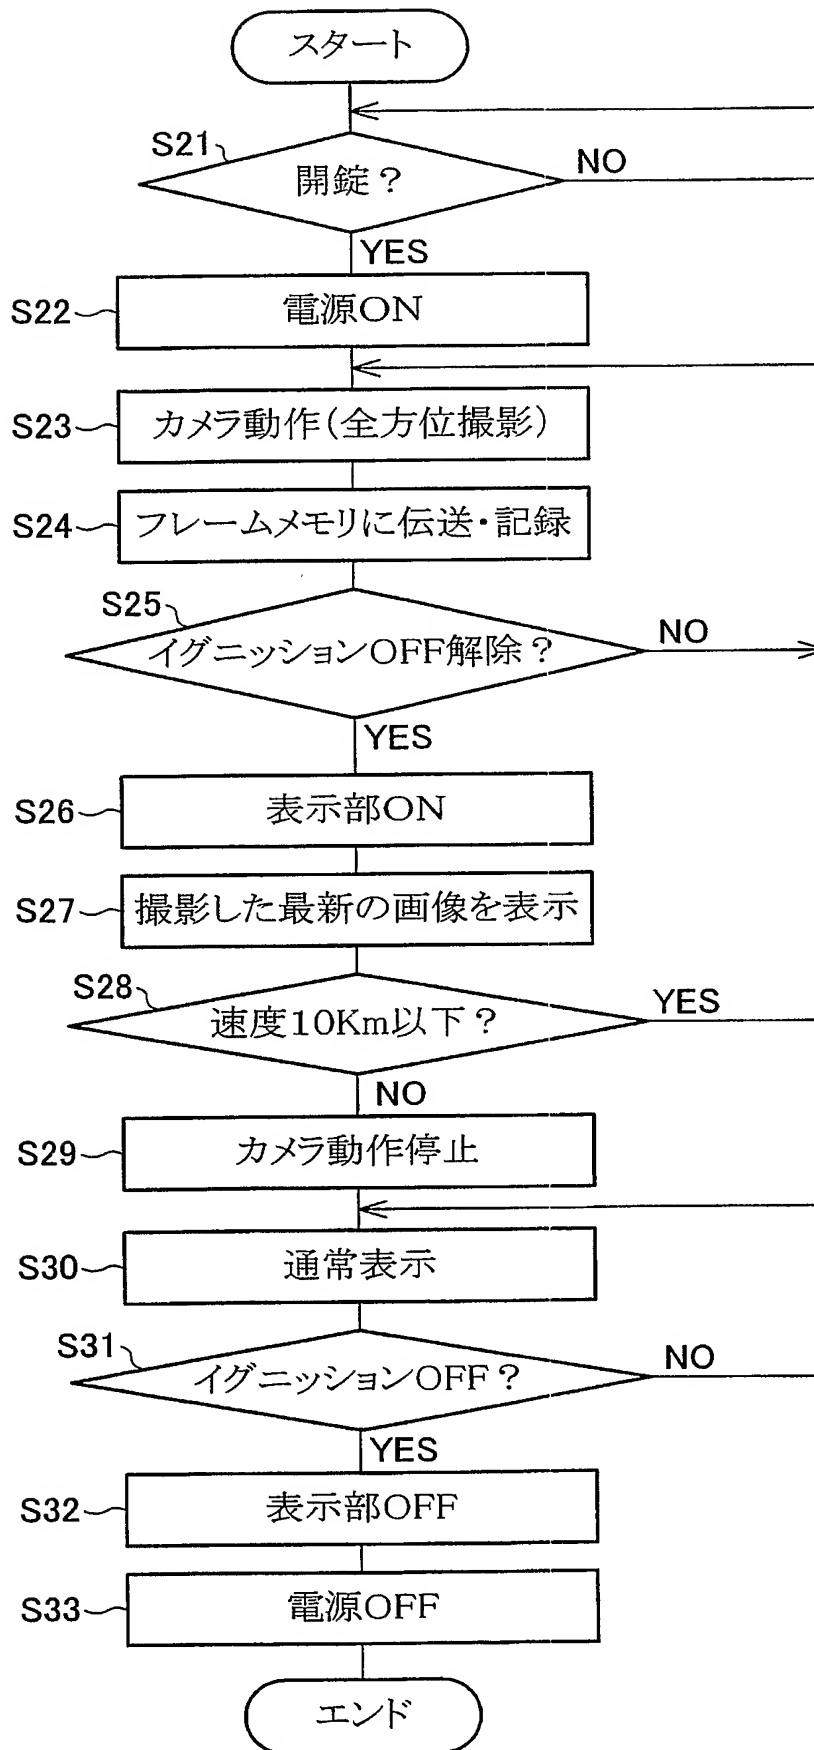 スタート
S21
開錠?
NO
YES
S22
電源ON
S23
カメラ動作(全方位撮影)
S24
フレームメモリに伝送・記録
S25
イグニッションOFF解除?
NO
YES
S26
表示部ON
S27
撮影した最新の画像を表示
S28
速度10Km以下?
YES
NO
S29
カメラ動作停止
S30
通常表示
S31
イグニッションOFF?
NO
YES
S32
表示部OFF
S33
電源OFF
エンド